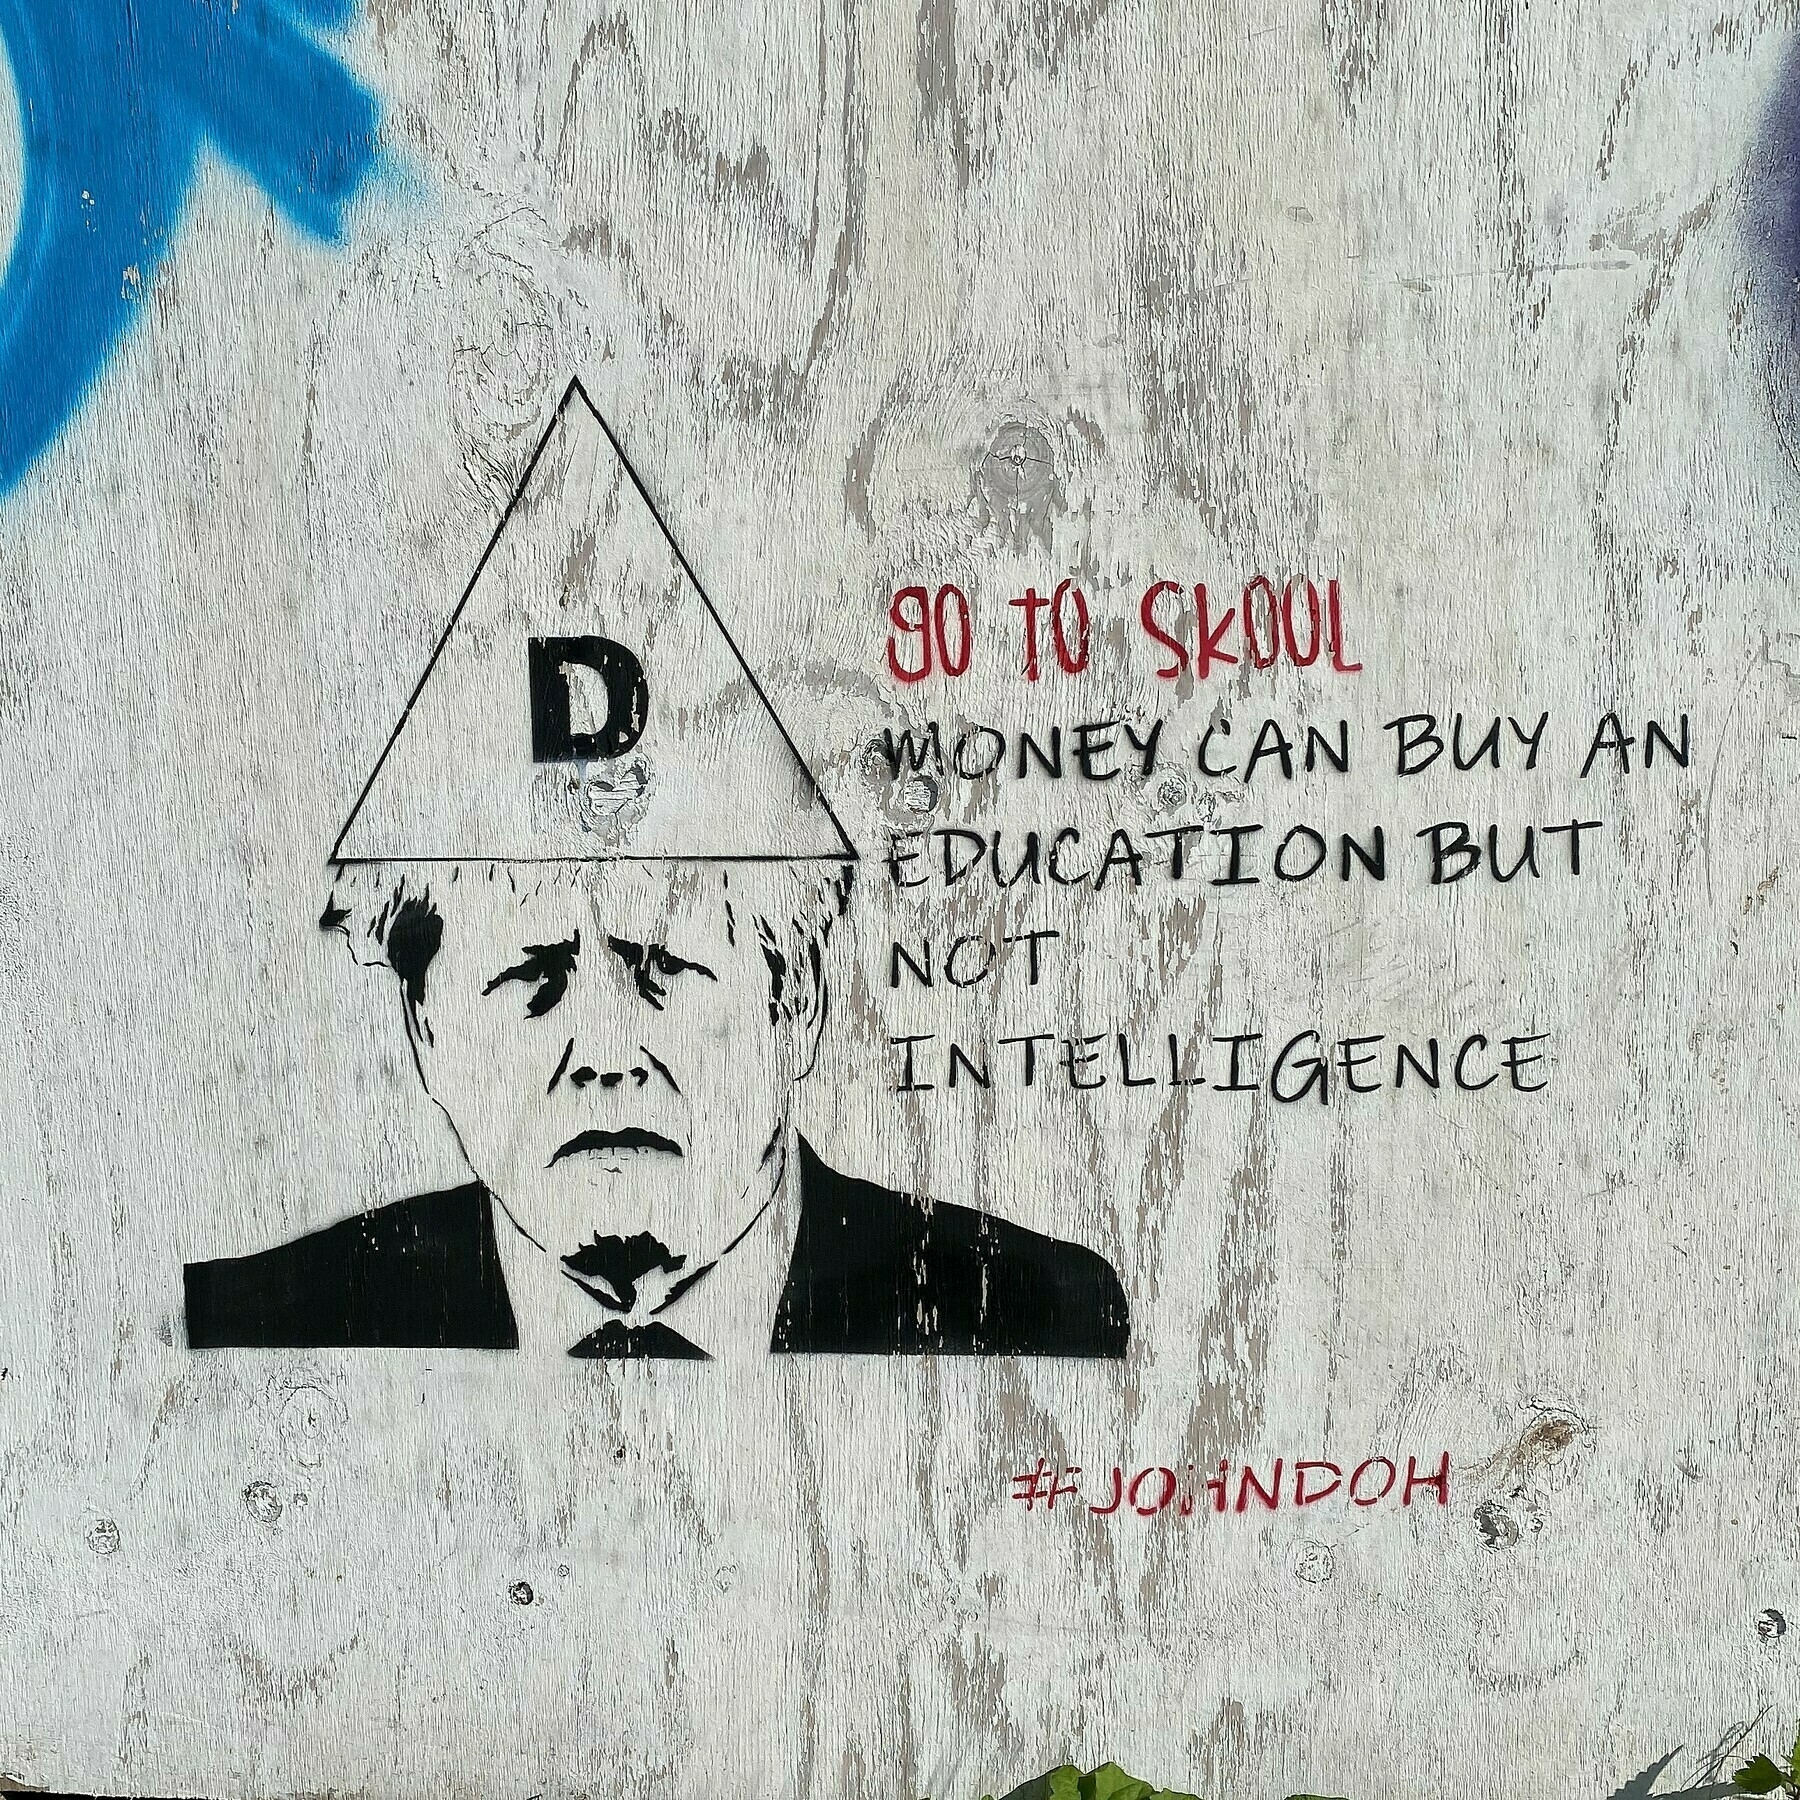 D
gO TO SKOOL
MONEY CAN BUY AN
EDUCATION BUT
NOT
INTELLIGENCE
#JOHNDOH